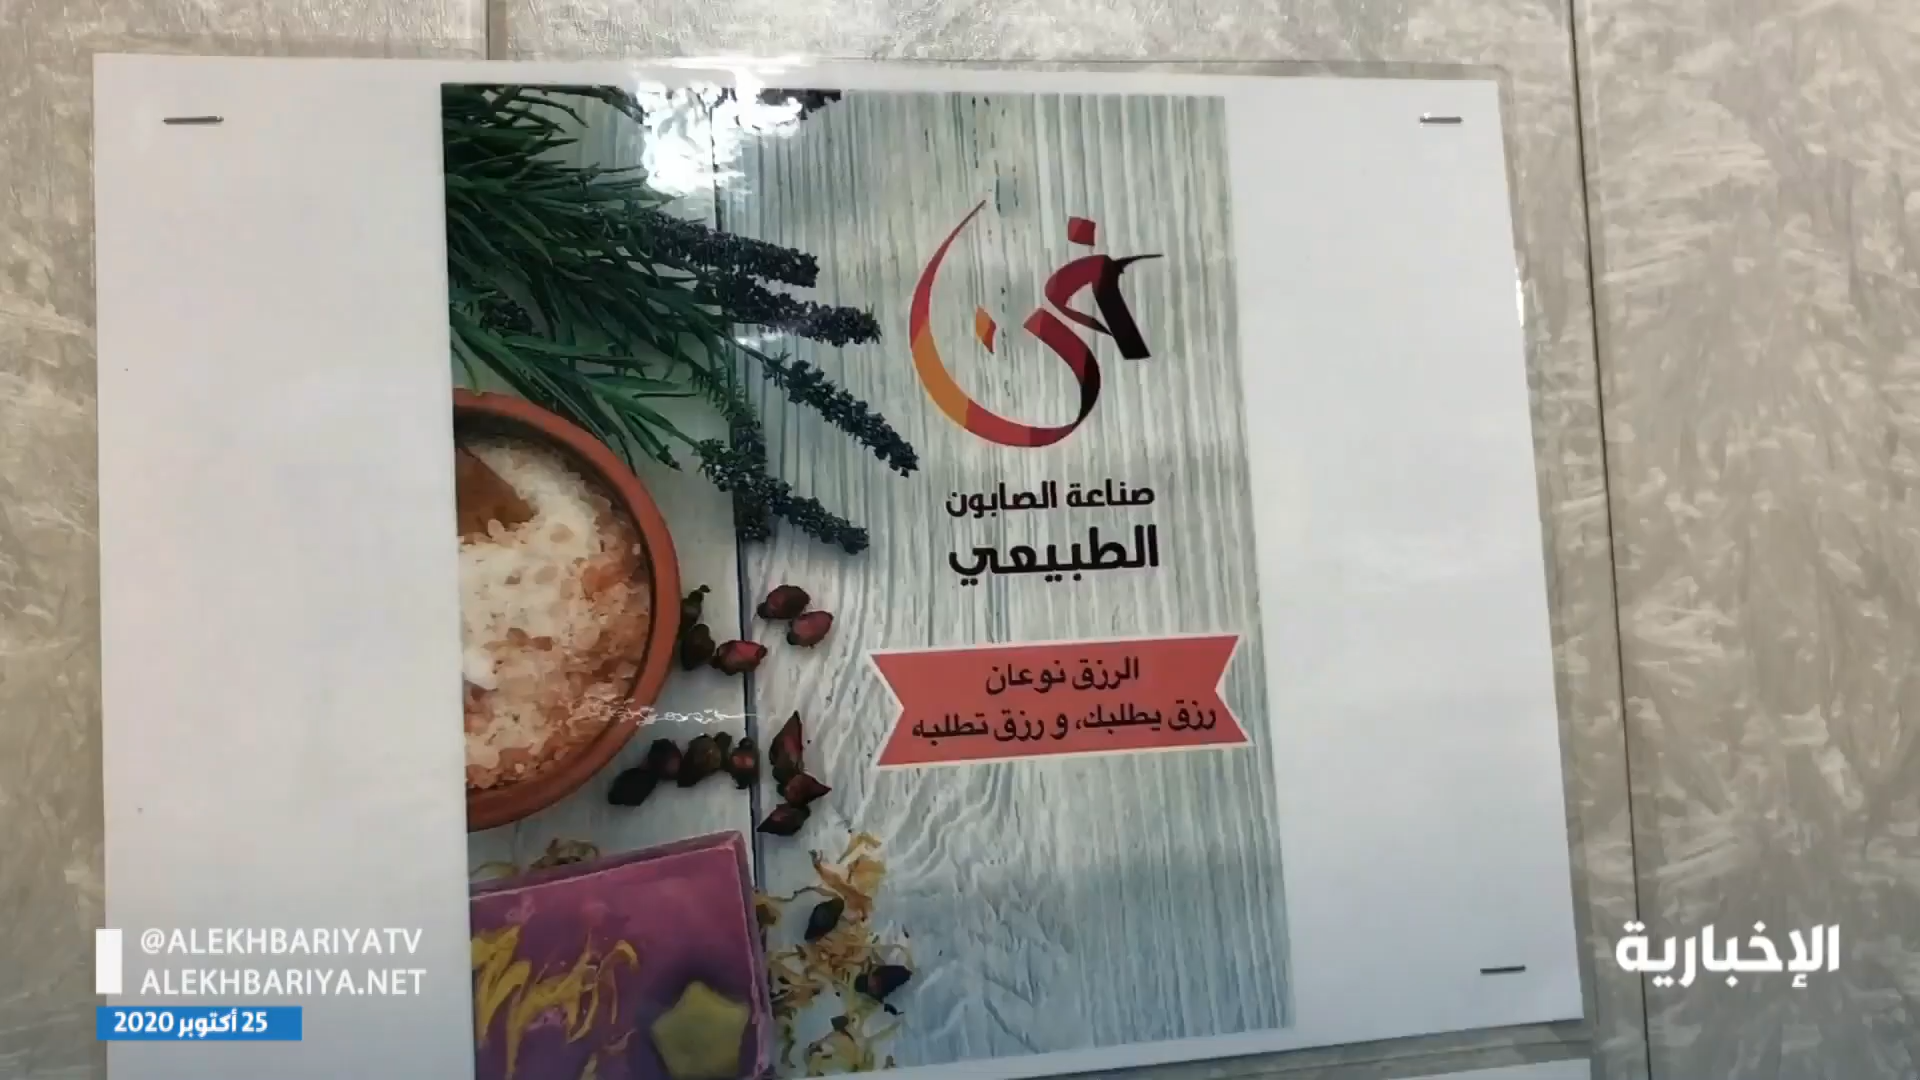 صناعة الصابون
الطبيعي
الرزق نوعان
رزق يطلبك، و رزق تطلبه
@ALEKHBARIYATV
ALEKHBARIYA.NET
25 أكتوبر 2020
الإخبارية